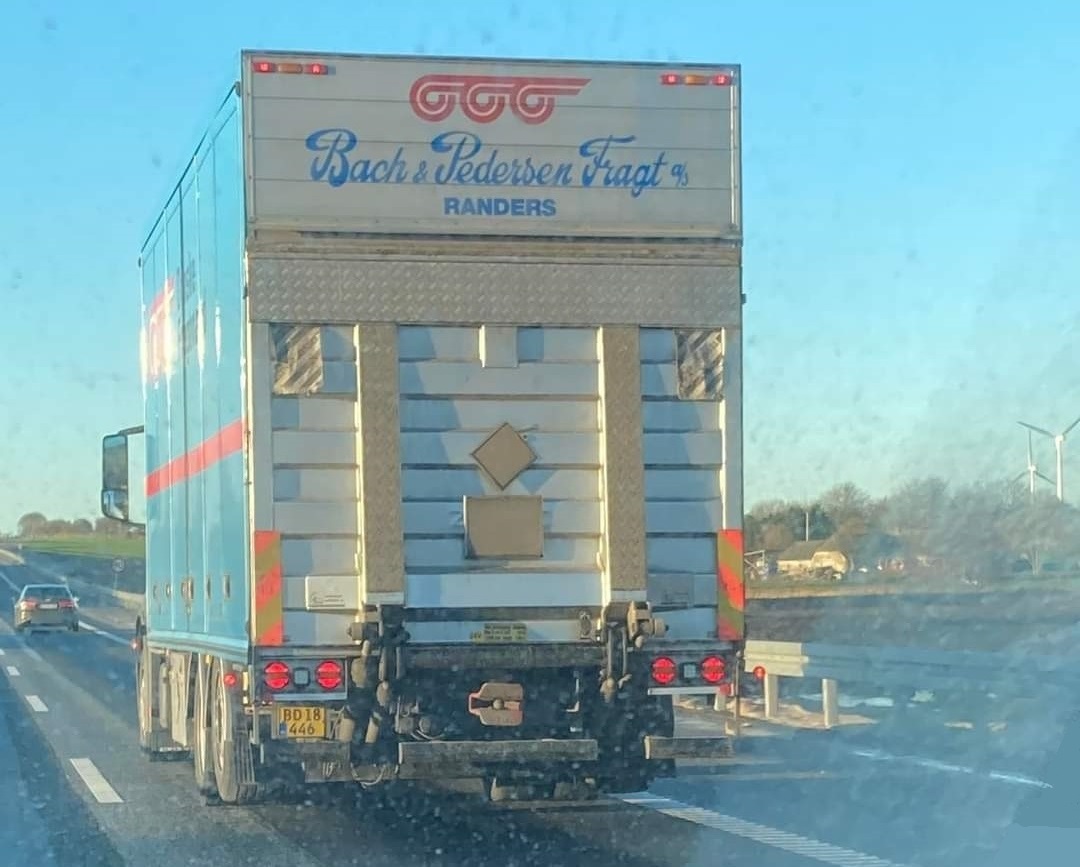 Bach & Pedersen Fragt a/s
RANDERS
BD 18
446